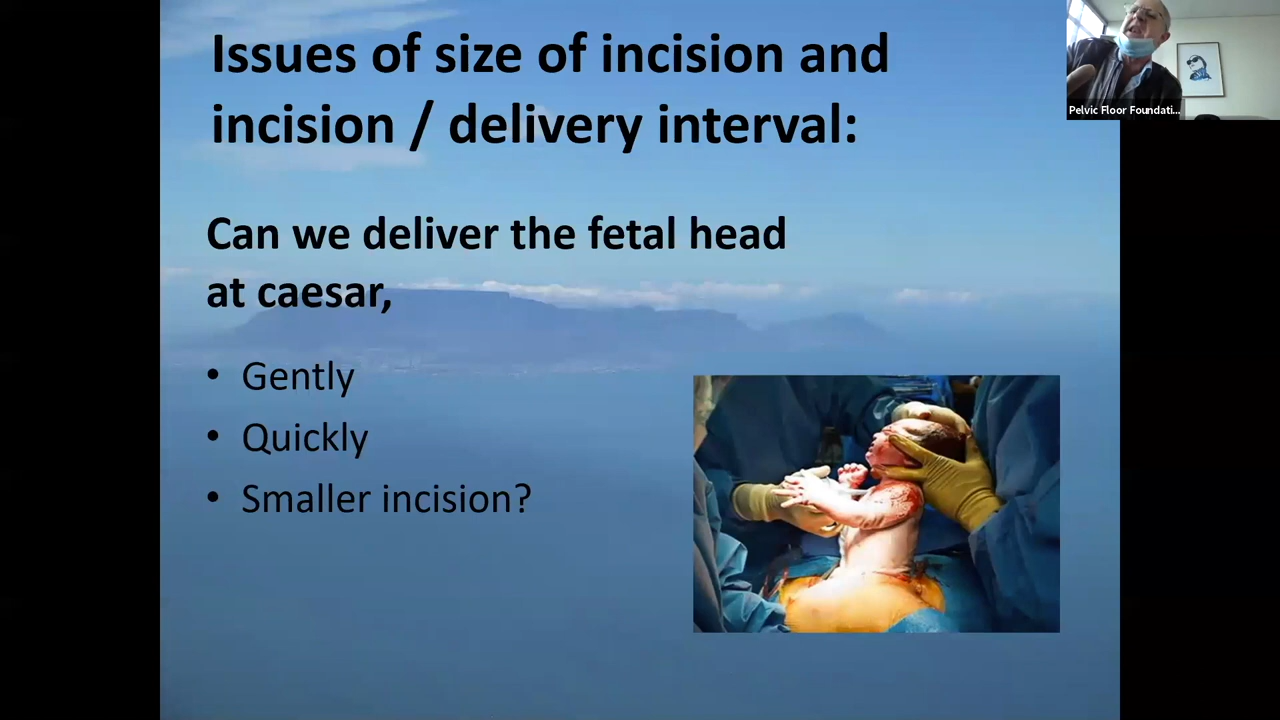 Issues of size of incision and
incision / delivery interval:
Pelvic Floor Foundati...
Can we deliver the fetal head
at caesar,
• Gently
• Quickly
• Smaller incision?